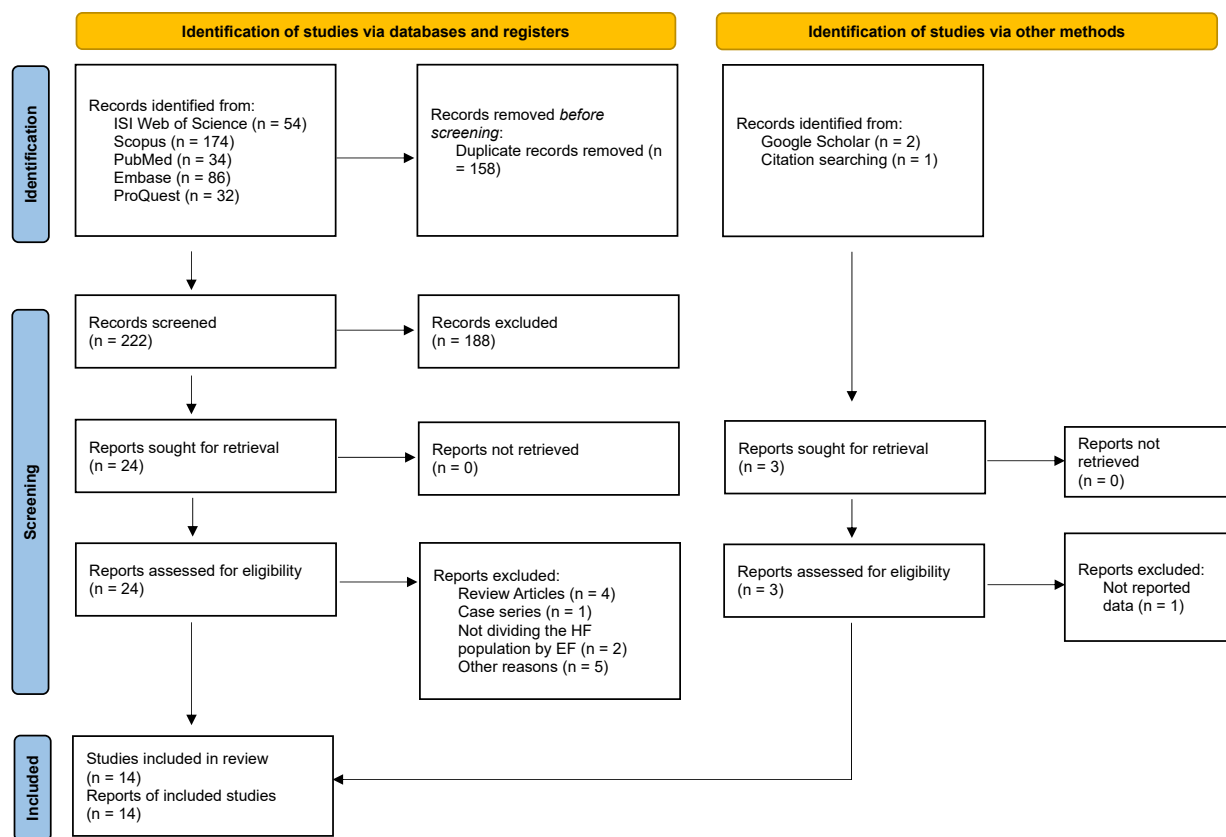 Identification of studies via databases and registers
Identification of studies via other methods
Identification
Records identified from:
ISI Web of Science (n = 54)
Scopus (n = 174)
PubMed (n = 34)
Embase (n = 86)
ProQuest (n = 32)
Records removed before
screening:
Duplicate records removed (n
= 158)
Records identified from:
Google Scholar (n = 2)
Citation searching (n = 1)
Screening
Records screened
(n = 222)
Records excluded
(n = 188)
Reports sought for retrieval
(n = 24)
Reports not retrieved
(n = 0)
Reports sought for retrieval
(n = 3)
Reports not
retrieved
(n = 0)
Reports assessed for eligibility
(n = 24)
Reports excluded:
Review Articles (n = 4)
Case series (n = 1)
Not dividing the HF
population by EF (n = 2)
Other reasons (n = 5)
Reports assessed for eligibility
(n = 3)
Reports excluded:
Not reported
data (n = 1)
Included
Studies included in review
(n = 14)
Reports of included studies
(n = 14)